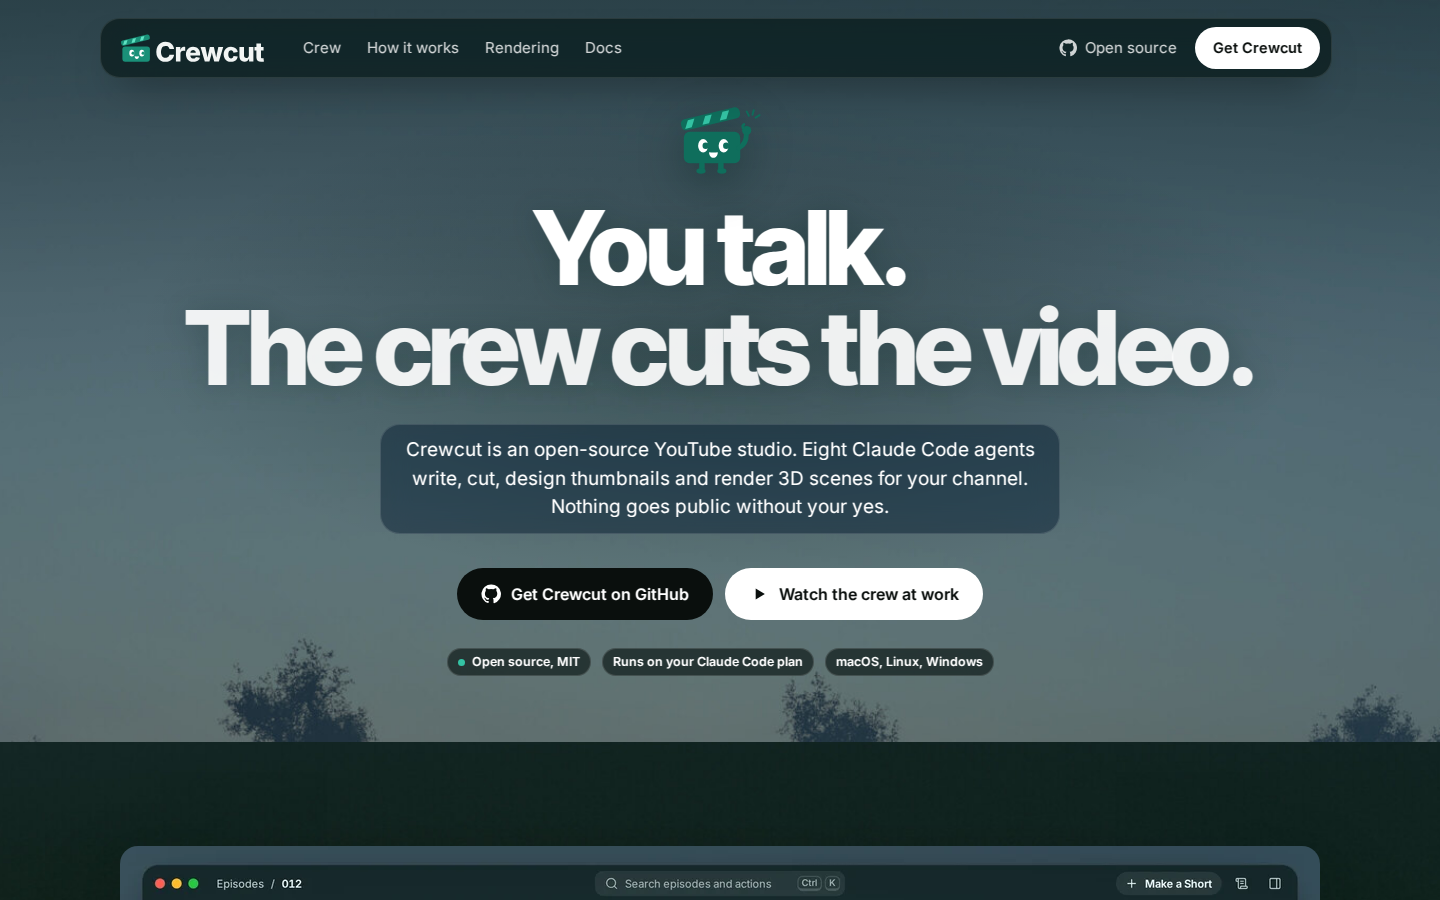 Crewcut
Crew
How it works
Rendering
Docs
Open source
Get Crewcut
You talk.
The crew cuts the video.
Crewcut is an open-source YouTube studio. Eight Claude Code agents
write, cut, design thumbnails and render 3D scenes for your channel.
Nothing goes public without your yes.
Get Crewcut on GitHub
Watch the crew at work
Open source, MIT
Runs on your Claude Code plan
macOS, Linux, Windows
Episodes / 012
Search episodes and actions
Ctrl K
Make a Short